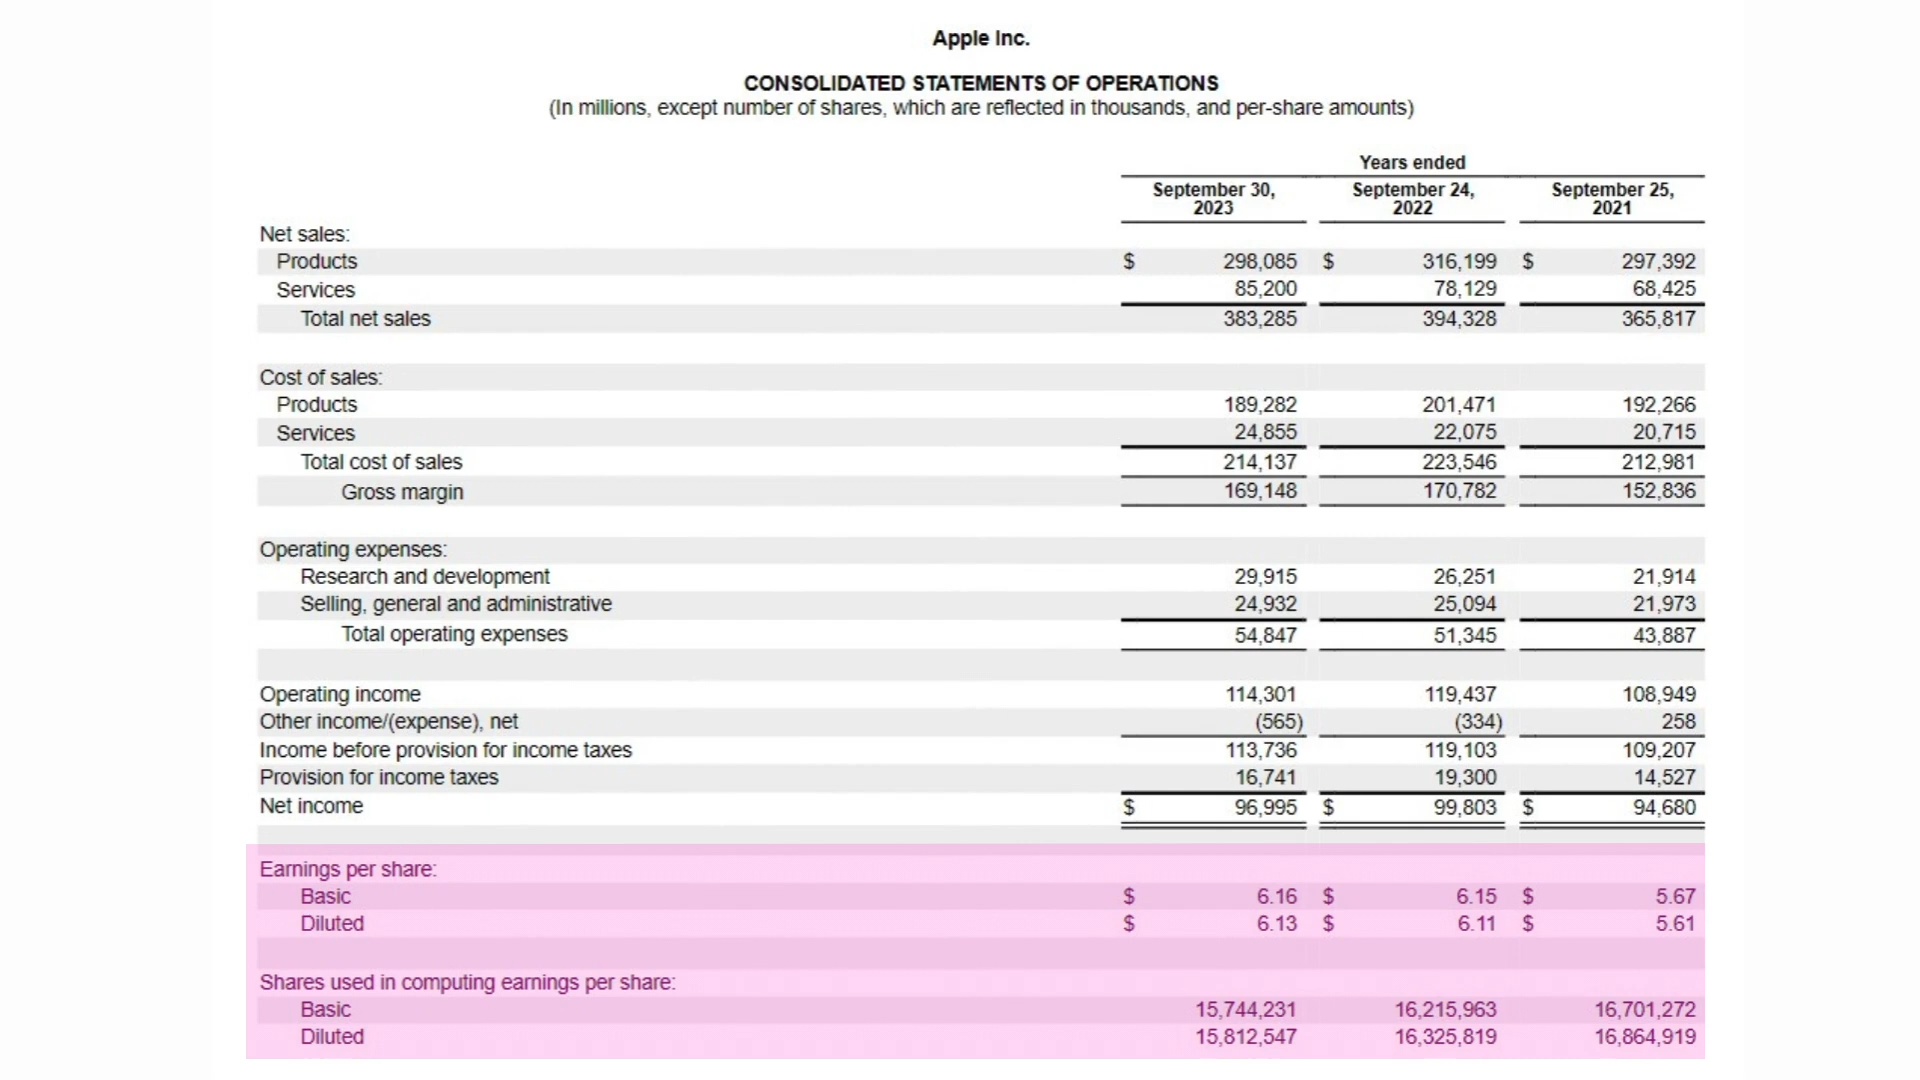 Apple Inc.
CONSOLIDATED STATEMENTS OF OPERATIONS
(In millions, except number of shares, which are reflected in thousands, and per-share amounts)
Years ended
September 30, 2023 September 24, 2022 September 25, 2021
Net sales:
Products $ 298,085 $ 316,199 $ 297,392
Services 85,200 78,129 68,425
Total net sales 383,285 394,328 365,817
Cost of sales:
Products 189,282 201,471 192,266
Services 24,855 22,075 20,715
Total cost of sales 214,137 223,546 212,981
Gross margin 169,148 170,782 152,836
Operating expenses:
Research and development 29,915 26,251 21,914
Selling, general and administrative 24,932 25,094 21,973
Total operating expenses 54,847 51,345 43,887
Operating income 114,301 119,437 108,949
Other income/(expense), net (565) (334) 258
Income before provision for income taxes 113,736 119,103 109,207
Provision for income taxes 16,741 19,300 14,527
Net income $ 96,995 $ 99,803 $ 94,680
Earnings per share:
Basic $ 6.16 $ 6.15 $ 5.67
Diluted $ 6.13 $ 6.11 $ 5.61
Shares used in computing earnings per share:
Basic 15,744,231 16,215,963 16,701,272
Diluted 15,812,547 16,325,819 16,864,919